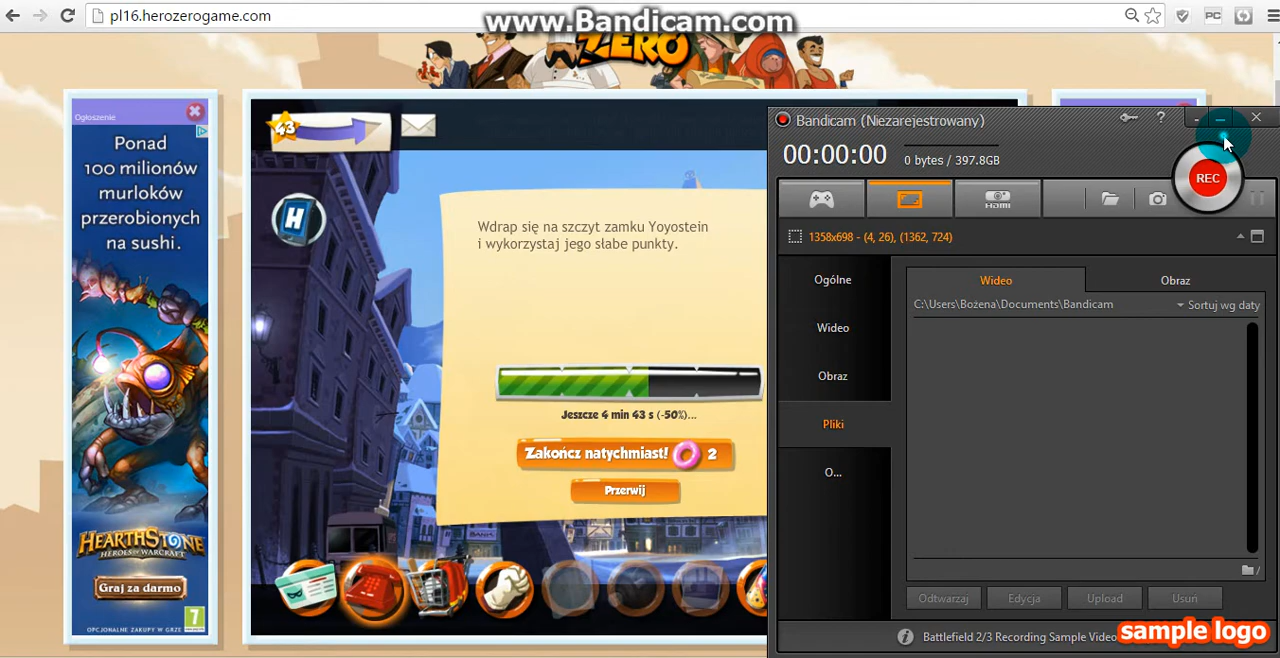 pl16.herozerogame.com
www.Bandicam.com
ZERO
Ogłoszenie
Ponad
100 milionów
murloków
przerobionych
na sushi.
HEARTHSTONE
HEROES OF WARCRAFT
Graj za darmo
7
OPCJONALNE ZAKUPY W GRZE
43
H
Wdrap się na szczyt zamku Yoyostein
i wykorzystaj jego słabe punkty.
Jeszcze 4 min 43 s (-50%)...
Zakończ natychmiast! 2
Przerwij
BANK
Bandicam (Niezarejestrowany)
?
00:00:00
0 bytes / 397.8GB
REC
HDMI
1358x698 - (4, 26), (1362, 724)
Ogólne
Wideo
Obraz
Pliki
O...
Wideo
Obraz
C:\Users\Bożena\Documents\Bandicam
Sortuj wg daty
/
Odtwarzaj
Edycja
Upload
Usuń
Battlefield 2/3 Recording Sample Video
sample logo
PC